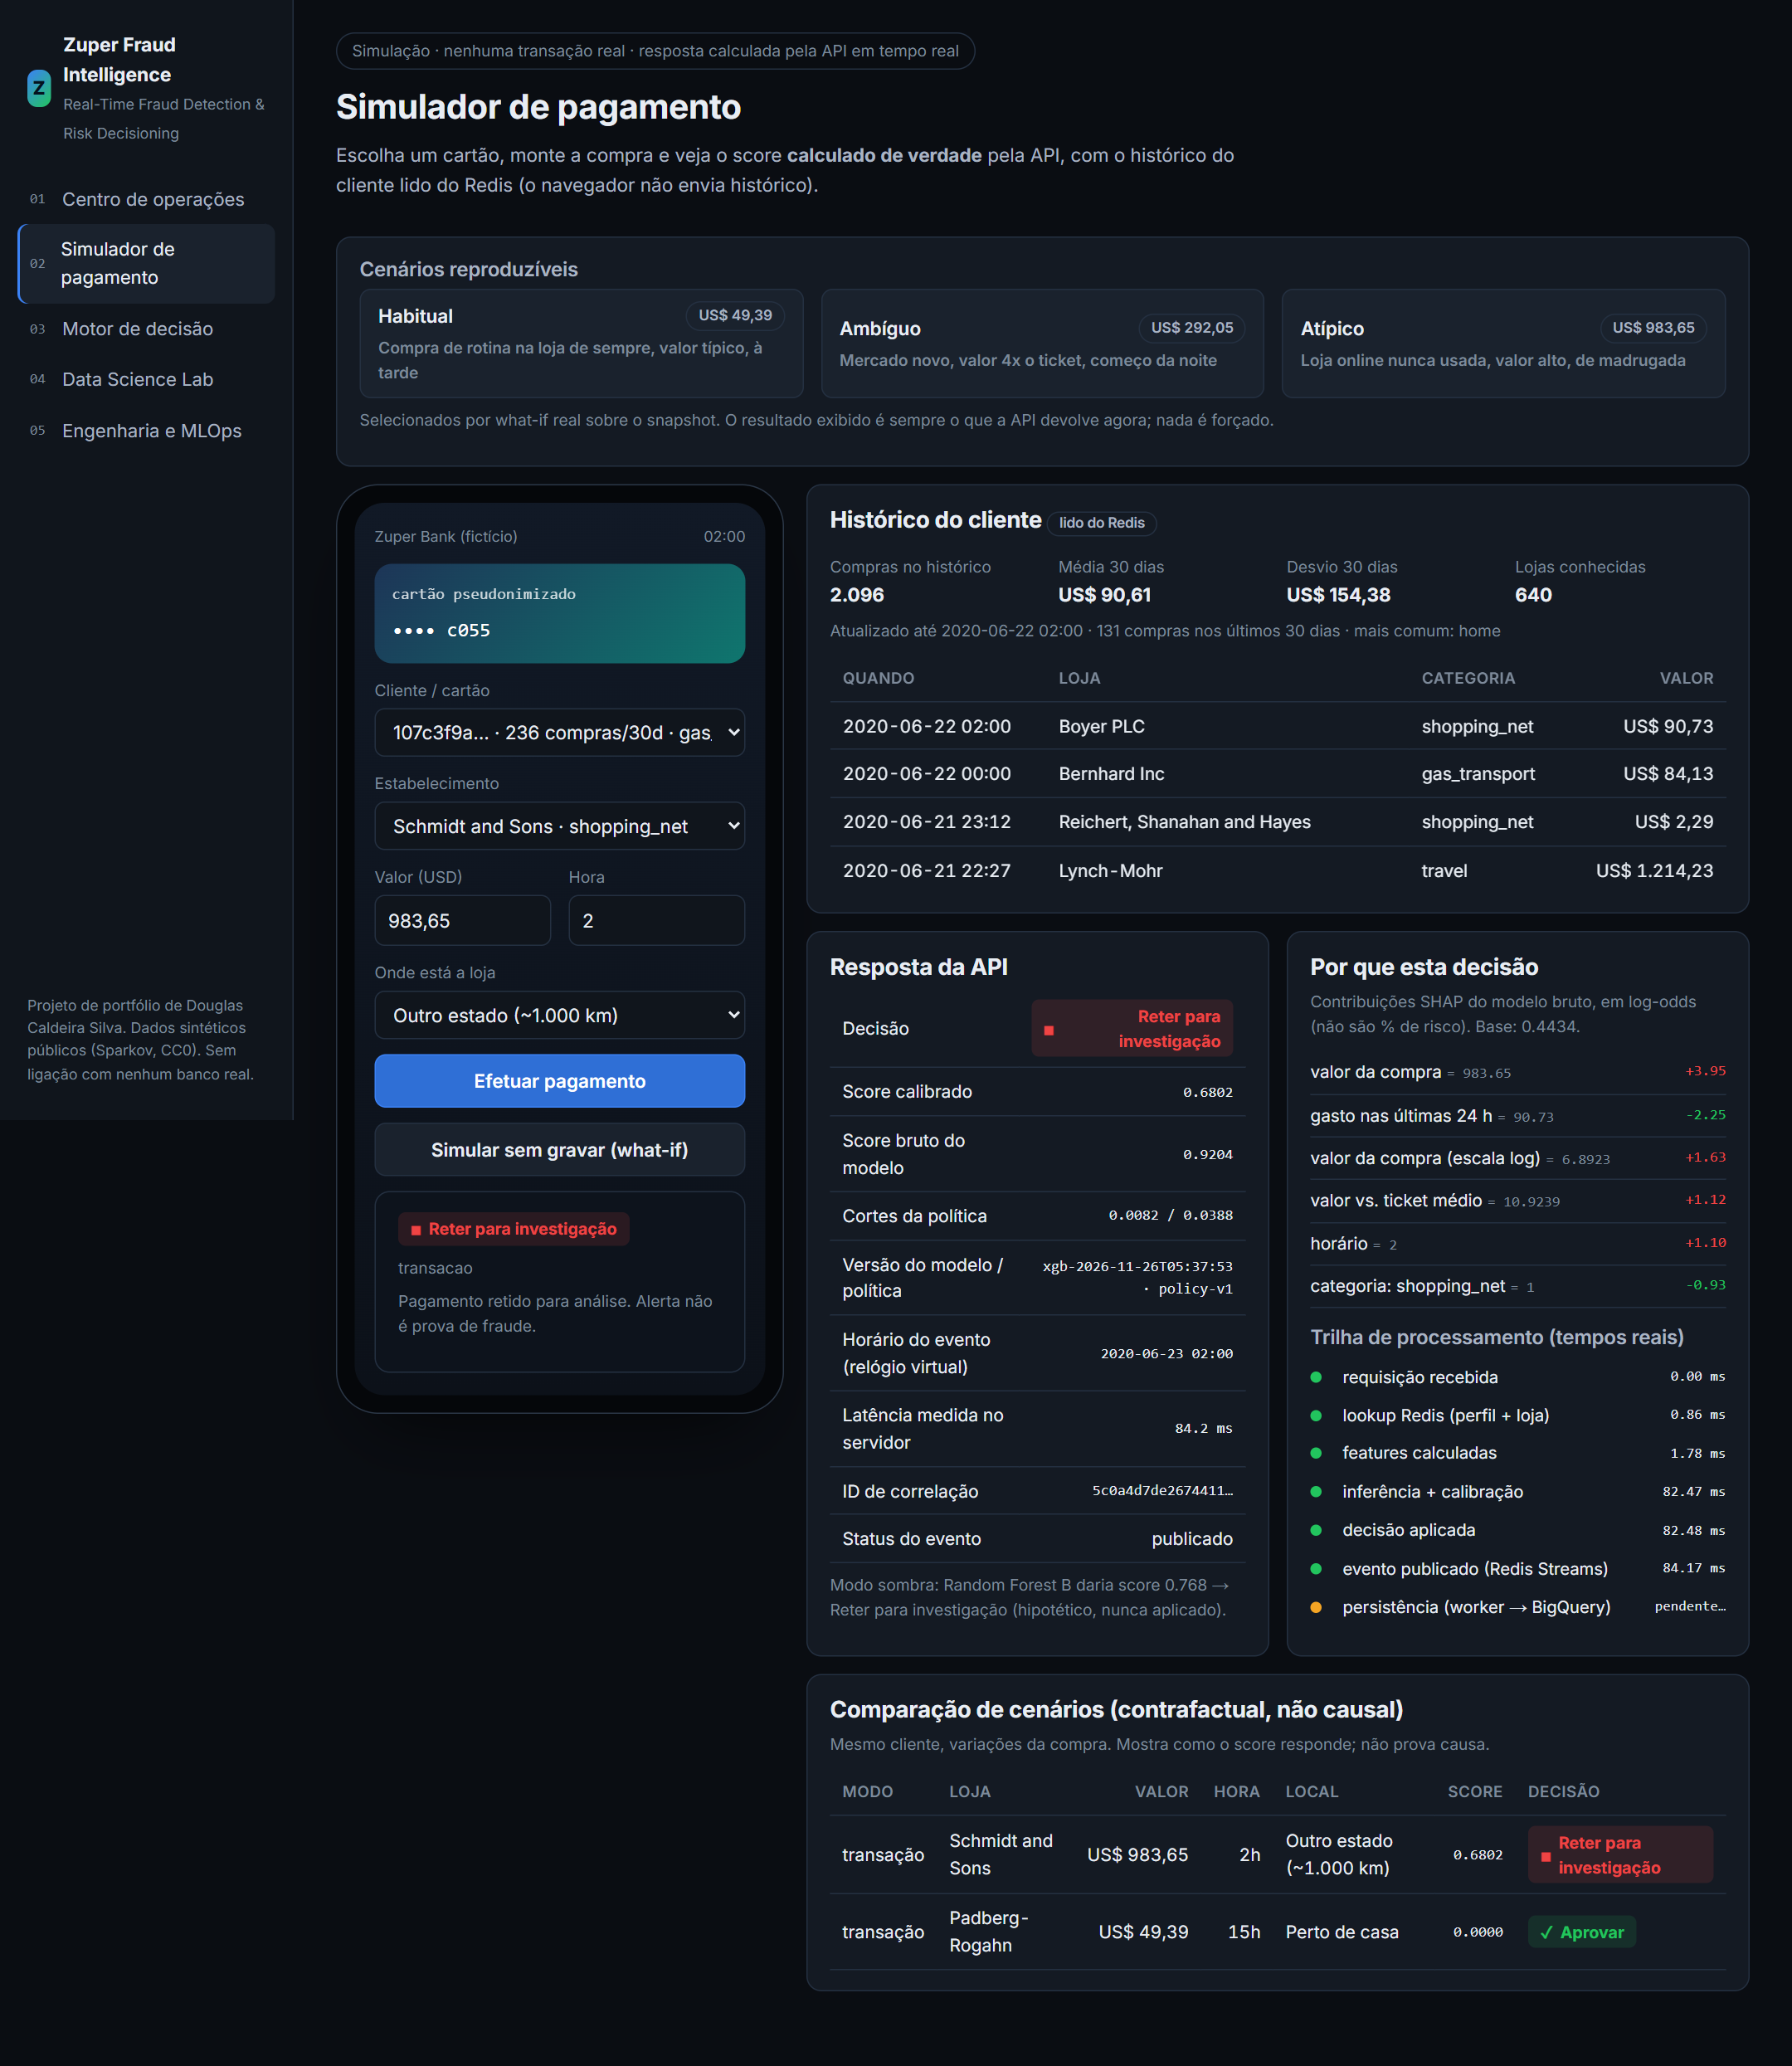 Z
Zuper Fraud
Intelligence
Real-Time Fraud Detection &
Risk Decisioning
01 Centro de operações
02 Simulador de
pagamento
03 Motor de decisão
04 Data Science Lab
05 Engenharia e MLOps
Projeto de portfólio de Douglas
Caldeira Silva. Dados sintéticos
públicos (Sparkov, CC0). Sem
ligação com nenhum banco real.
Simulação · nenhuma transação real · resposta calculada pela API em tempo real
Simulador de pagamento
Escolha um cartão, monte a compra e veja o score calculado de verdade pela API, com o histórico do
cliente lido do Redis (o navegador não envia histórico).
Cenários reproduzíveis
Habitual US$ 49,39
Compra de rotina na loja de sempre, valor típico, à
tarde
Ambíguo US$ 292,05
Mercado novo, valor 4x o ticket, começo da noite
Atípico US$ 983,65
Loja online nunca usada, valor alto, de madrugada
Selecionados por what-if real sobre o snapshot. O resultado exibido é sempre o que a API devolve agora; nada é forçado.
Zuper Bank (fictício) 02:00
cartão pseudonimizado
•••• c055
Cliente / cartão
107c3f9a... · 236 compras/30d · gas_
Estabelecimento
Schmidt and Sons · shopping_net
Valor (USD) Hora
983,65 2
Onde está a loja
Outro estado (~1.000 km)
Efetuar pagamento
Simular sem gravar (what-if)
■ Reter para investigação
transacao
Pagamento retido para análise. Alerta não
é prova de fraude.
Histórico do cliente lido do Redis
Compras no histórico Média 30 dias Desvio 30 dias Lojas conhecidas
2.096 US$ 90,61 US$ 154,38 640
Atualizado até 2020-06-22 02:00 · 131 compras nos últimos 30 dias · mais comum: home
QUANDO LOJA CATEGORIA VALOR
2020-06-22 02:00 Boyer PLC shopping_net US$ 90,73
2020-06-22 00:00 Bernhard Inc gas_transport US$ 84,13
2020-06-21 23:12 Reichert, Shanahan and Hayes shopping_net US$ 2,29
2020-06-21 22:27 Lynch-Mohr travel US$ 1.214,23
Resposta da API
Decisão ■ Reter para
investigação
Score calibrado 0.6802
Score bruto do
modelo 0.9204
Cortes da política 0.0082 / 0.0388
Versão do modelo / xgb-2026-11-26T05:37:53
política · policy-v1
Horário do evento
(relógio virtual) 2020-06-23 02:00
Latência medida no
servidor 84.2 ms
ID de correlação 5c0a4d7de2674411…
Status do evento publicado
Modo sombra: Random Forest B daria score 0.768 →
Reter para investigação (hipotético, nunca aplicado).
Por que esta decisão
Contribuições SHAP do modelo bruto, em log-odds
(não são % de risco). Base: 0.4434.
valor da compra = 983.65 +3.95
gasto nas últimas 24 h = 90.73 -2.25
valor da compra (escala log) = 6.8923 +1.63
valor vs. ticket médio = 10.9239 +1.12
horário = 2 +1.10
categoria: shopping_net = 1 -0.93
Trilha de processamento (tempos reais)
requisição recebida 0.00 ms
lookup Redis (perfil + loja) 0.86 ms
features calculadas 1.78 ms
inferência + calibração 82.47 ms
decisão aplicada 82.48 ms
evento publicado (Redis Streams) 84.17 ms
persistência (worker → BigQuery) pendente…
Comparação de cenários (contrafactual, não causal)
Mesmo cliente, variações da compra. Mostra como o score responde; não prova causa.
MODO LOJA VALOR HORA LOCAL SCORE DECISÃO
transação Schmidt and Sons US$ 983,65 2h Outro estado (~1.000 km) 0.6802 ■ Reter para investigação
transação Padberg-Rogahn US$ 49,39 15h Perto de casa 0.0000 ✓ Aprovar